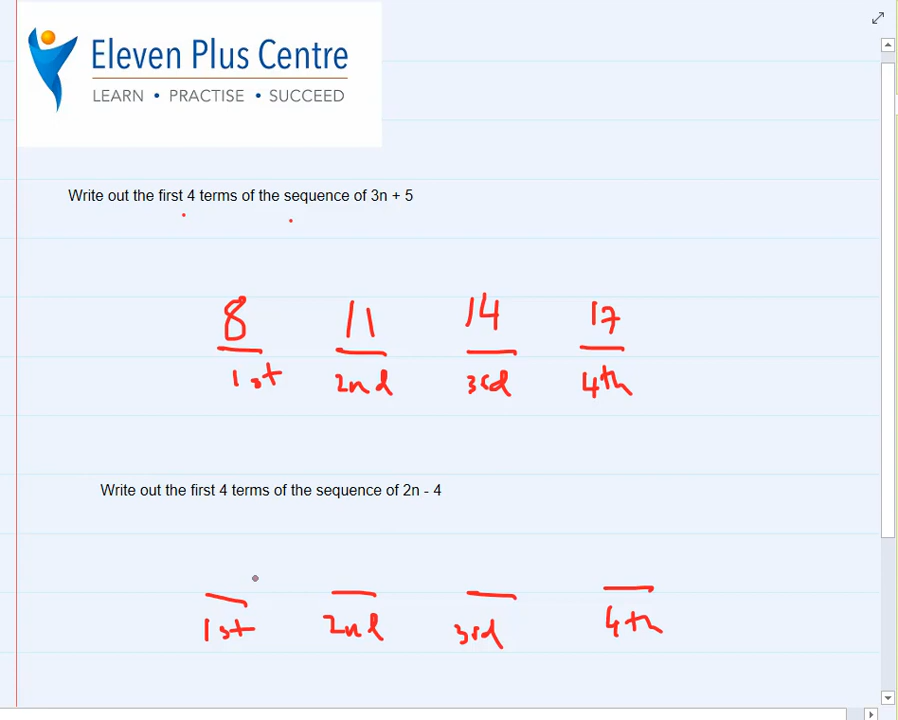 Eleven Plus Centre
LEARN • PRACTISE • SUCCEED
Write out the first 4 terms of the sequence of 3n + 5
8 11 14 17
1st 2nd 3rd 4th
Write out the first 4 terms of the sequence of 2n - 4
1st 2nd 3rd 4th